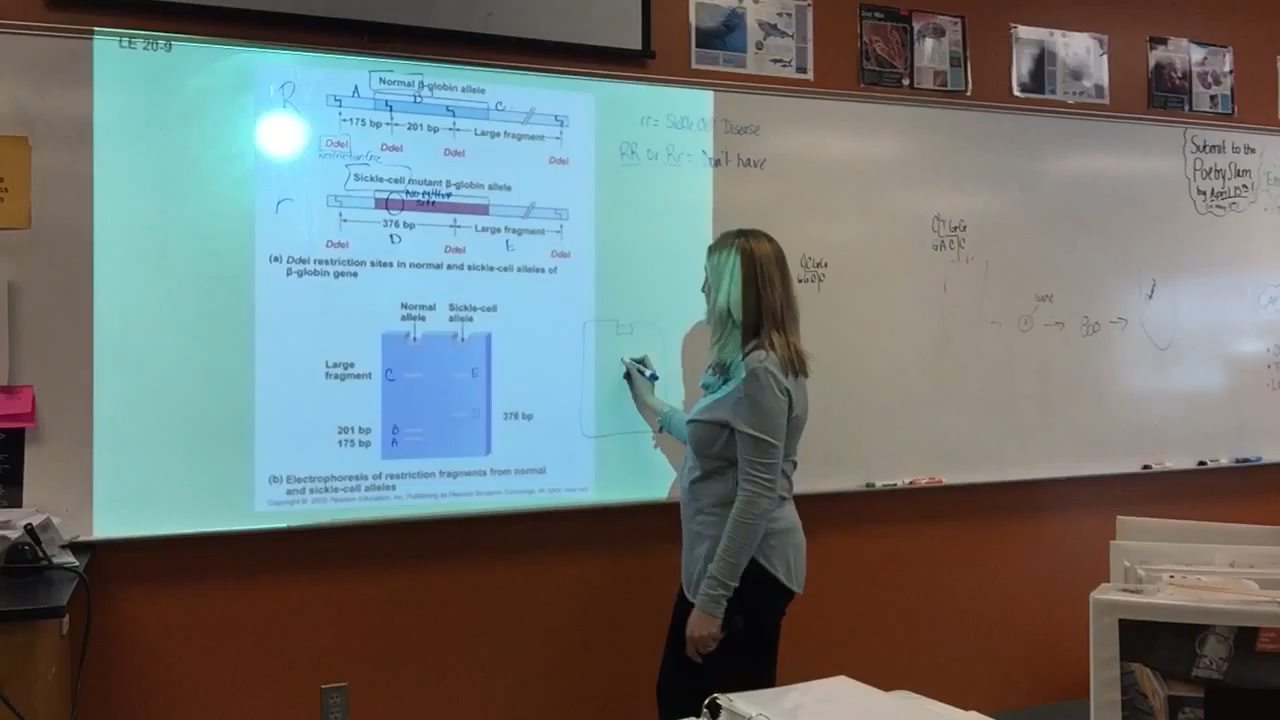 LE 20-9
Normal β-globin allele
R
A
B
C
175 bp
201 bp
Large fragment
DdeI
DdeI
DdeI
DdeI
Sickle-cell mutant β-globin allele
r
376 bp
Large fragment
D
E
DdeI
DdeI
DdeI
(a) DdeI restriction sites in normal and sickle-cell alleles of
β-globin gene
Normal
allele
Sickle-cell
allele
Large
fragment
C
E
376 bp
201 bp
B
175 bp
A
(b) Electrophoresis of restriction fragments from normal
and sickle-cell alleles
rr = Sickle Cell Disease
RR or Rr = Don't have
Submit to the
Poetry Slam
by April 15th!